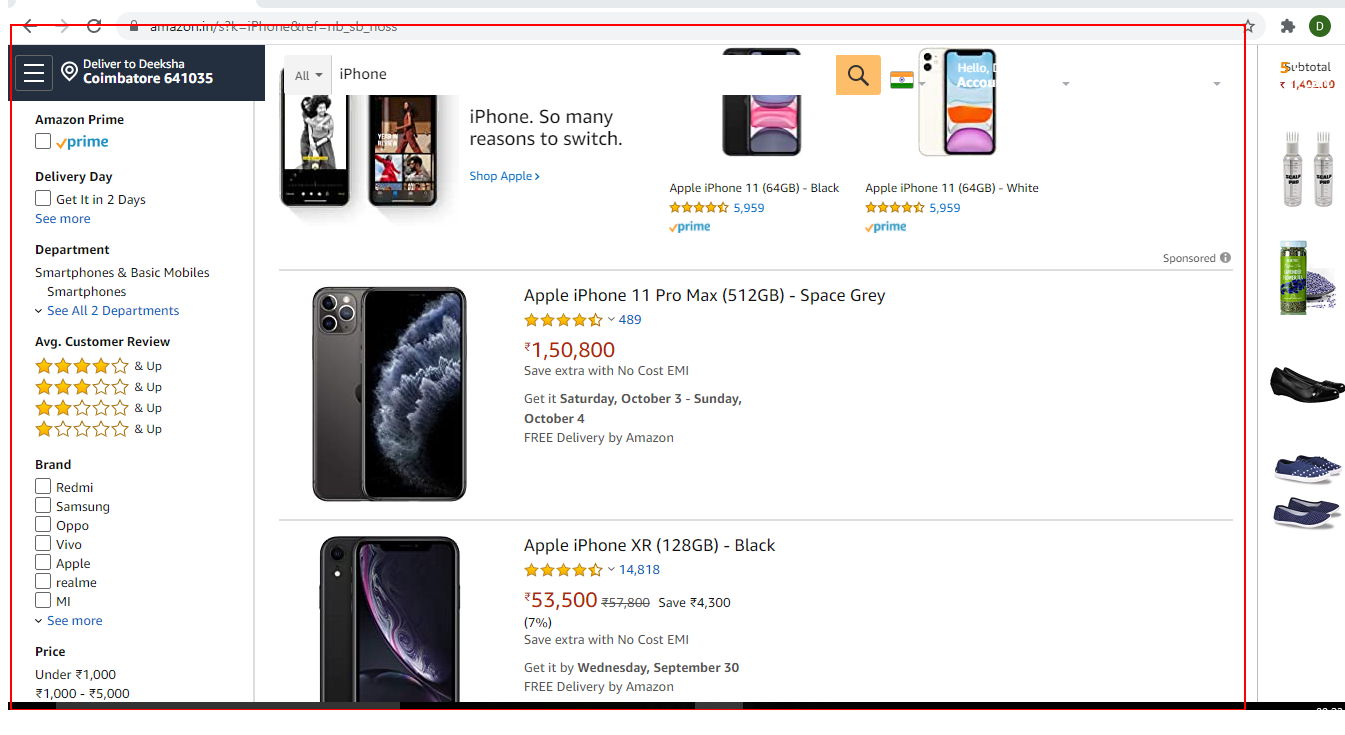 amazon.in/s?k=iPhone&ref=nb_sb_noss
D
Deliver to Deeksha
Coimbatore 641035
All
iPhone
Hello, D
Accou
5
Subtotal
₹ 1,492.00
Amazon Prime
prime
Delivery Day
Get It in 2 Days
See more
Department
Smartphones & Basic Mobiles
Smartphones
See All 2 Departments
Avg. Customer Review
& Up
& Up
& Up
& Up
Brand
Redmi
Samsung
Oppo
Vivo
Apple
realme
MI
See more
Price
Under ₹1,000
₹1,000 - ₹5,000
iPhone. So many
reasons to switch.
Shop Apple ›
Apple iPhone 11 (64GB) - Black
5,959
prime
Apple iPhone 11 (64GB) - White
5,959
prime
Sponsored
Apple iPhone 11 Pro Max (512GB) - Space Grey
489
₹1,50,800
Save extra with No Cost EMI
Get it Saturday, October 3 - Sunday,
October 4
FREE Delivery by Amazon
Apple iPhone XR (128GB) - Black
14,818
₹53,500 ₹57,800 Save ₹4,300
(7%)
Save extra with No Cost EMI
Get it by Wednesday, September 30
FREE Delivery by Amazon
SCALP
PRO
SCALP
PRO